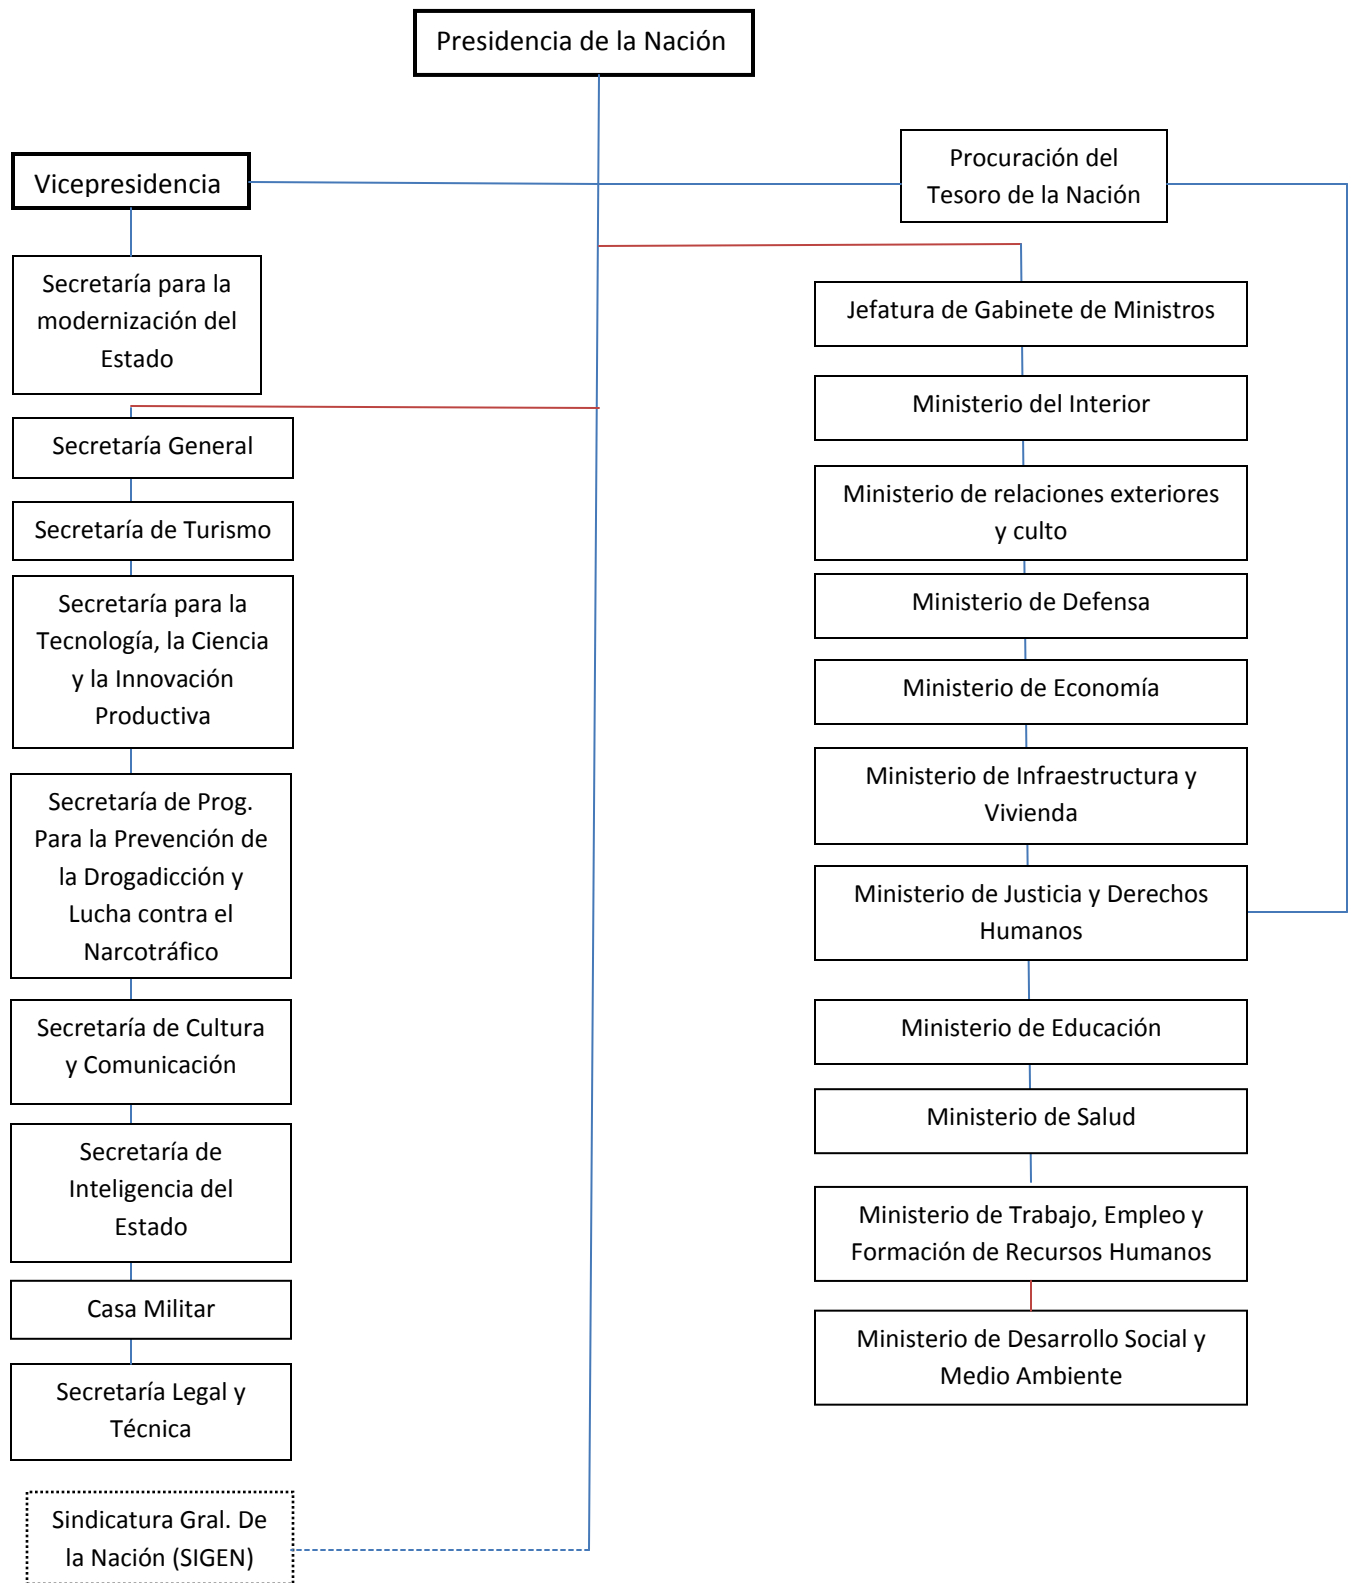 Presidencia de la Nación
Vicepresidencia
Procuración del
Tesoro de la Nación
Secretaría para la
modernización del
Estado
Secretaría General
Secretaría de Turismo
Secretaría para la
Tecnología, la Ciencia
y la Innovación
Productiva
Secretaría de Prog.
Para la Prevención de
la Drogadicción y
Lucha contra el
Narcotráfico
Secretaría de Cultura
y Comunicación
Secretaría de
Inteligencia del
Estado
Casa Militar
Secretaría Legal y
Técnica
Sindicatura Gral. De
la Nación (SIGEN)
Jefatura de Gabinete de Ministros
Ministerio del Interior
Ministerio de relaciones exteriores
y culto
Ministerio de Defensa
Ministerio de Economía
Ministerio de Infraestructura y
Vivienda
Ministerio de Justicia y Derechos
Humanos
Ministerio de Educación
Ministerio de Salud
Ministerio de Trabajo, Empleo y
Formación de Recursos Humanos
Ministerio de Desarrollo Social y
Medio Ambiente